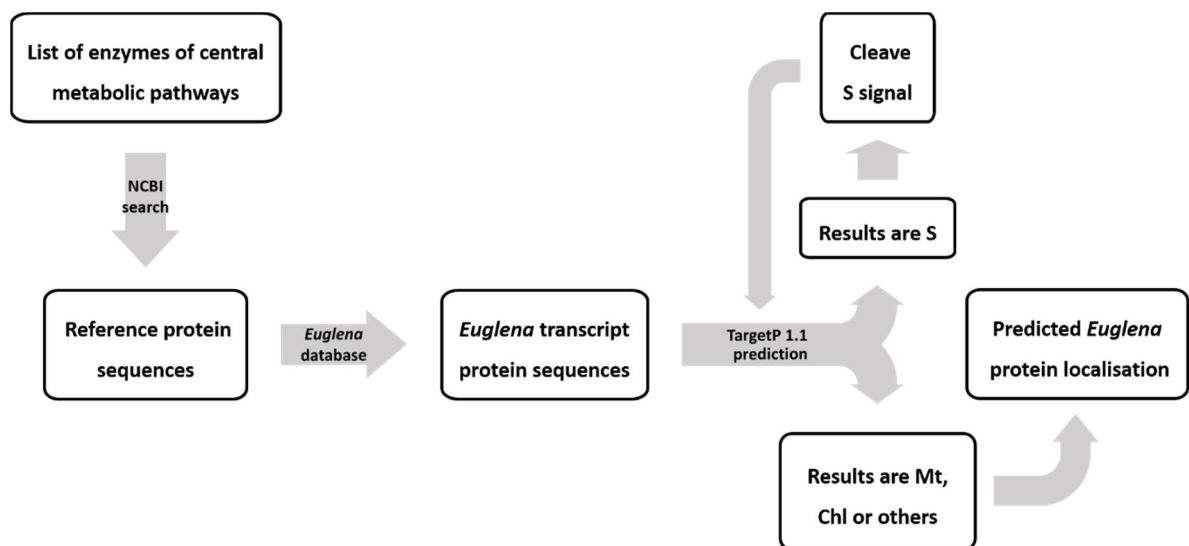 List of enzymes of central
metabolic pathways
NCBI
search
Reference protein
sequences
Euglena
database
Euglena transcript
protein sequences
TargetP 1.1
prediction
Cleave
S signal
Results are S
Results are Mt,
Chl or others
Predicted Euglena
protein localisation